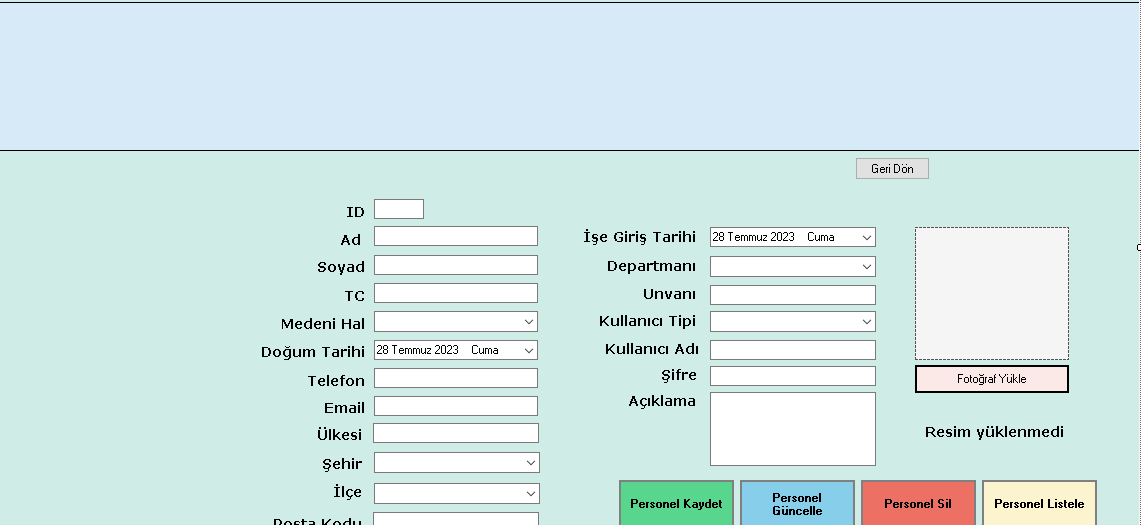 Geri Dön
ID
Ad
Soyad
TC
Medeni Hal
Doğum Tarihi 28 Temmuz 2023 Cuma
Telefon
Email
Ülkesi
Şehir
İlçe
Posta Kodu
İşe Giriş Tarihi 28 Temmuz 2023 Cuma
Departmanı
Unvanı
Kullanıcı Tipi
Kullanıcı Adı
Şifre
Açıklama
Fotoğraf Yükle
Resim yüklenmedi
Personel Kaydet
Personel
Güncelle
Personel Sil
Personel Listele